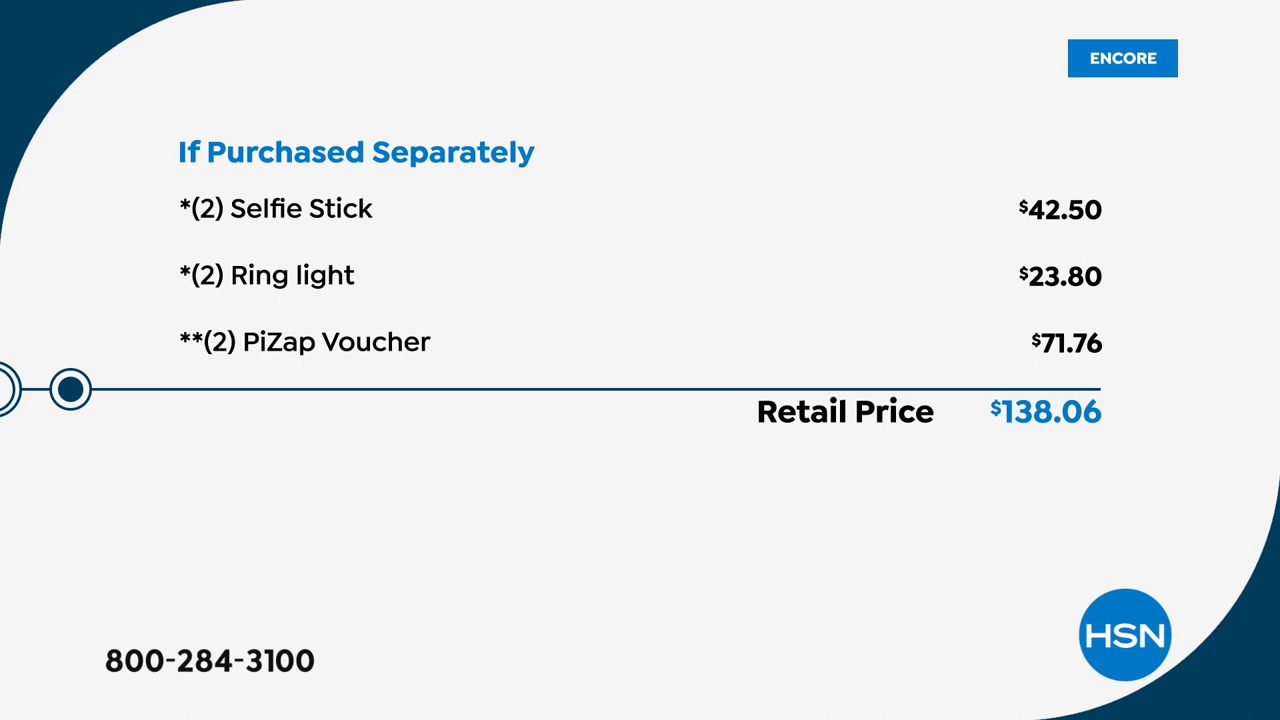 ENCORE
If Purchased Separately
*(2) Selfie Stick $42.50
*(2) Ring light $23.80
**(2) PiZap Voucher $71.76
Retail Price $138.06
HSN
800-284-3100